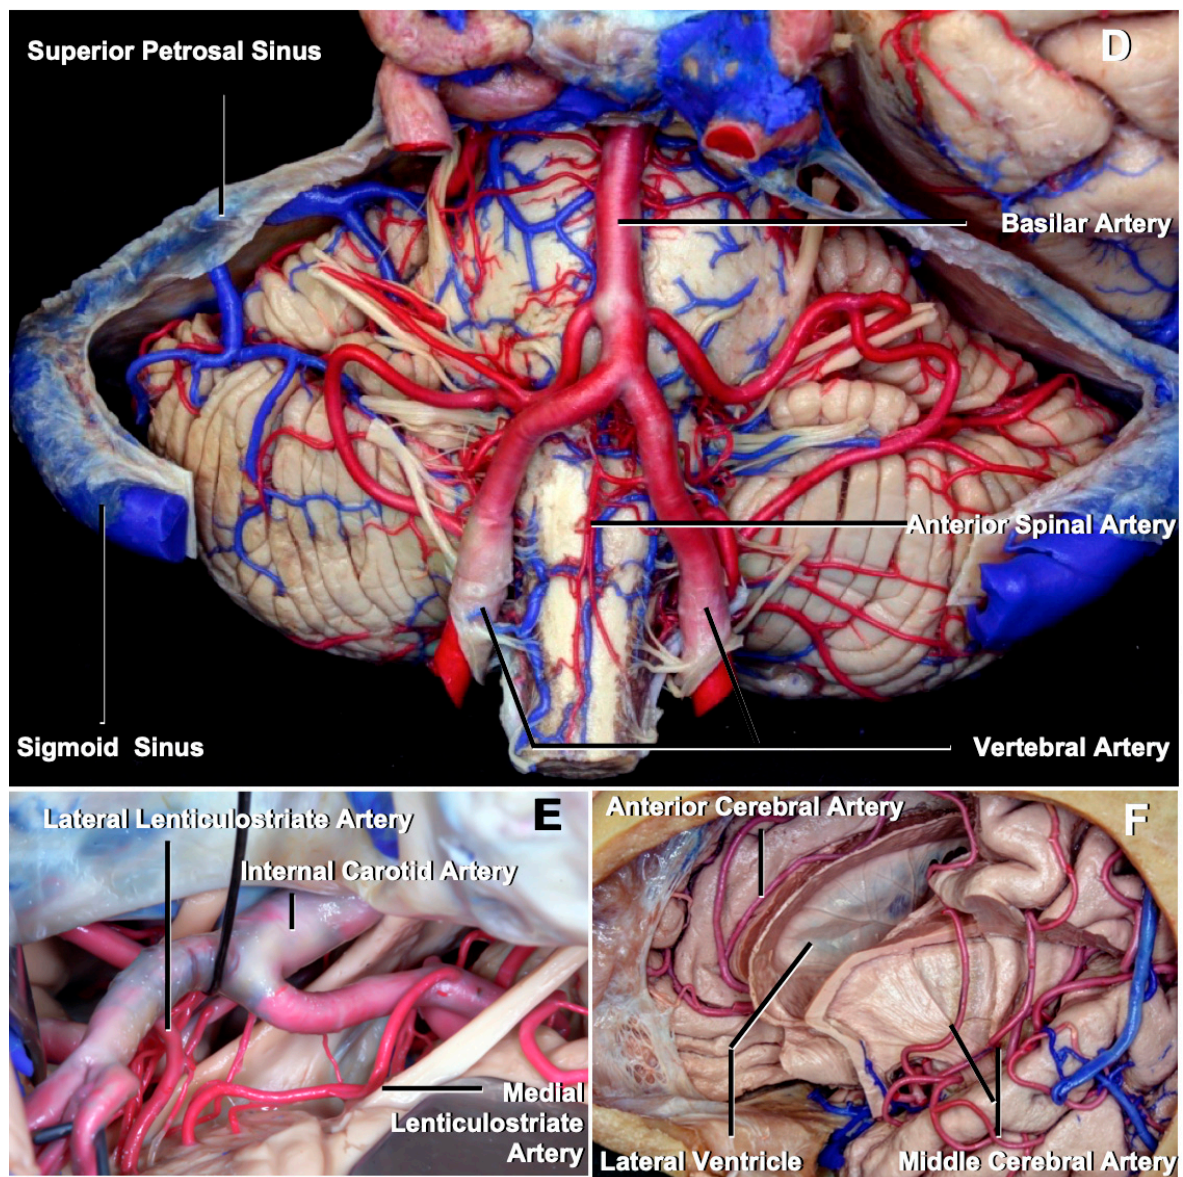 Superior Petrosal Sinus
D
Basilar Artery
Anterior Spinal Artery
Sigmoid Sinus
Vertebral Artery
Lateral Lenticulostriate Artery
E
Internal Carotid Artery
Medial
Lenticulostriate
Artery
Anterior Cerebral Artery
F
Lateral Ventricle
Middle Cerebral Artery